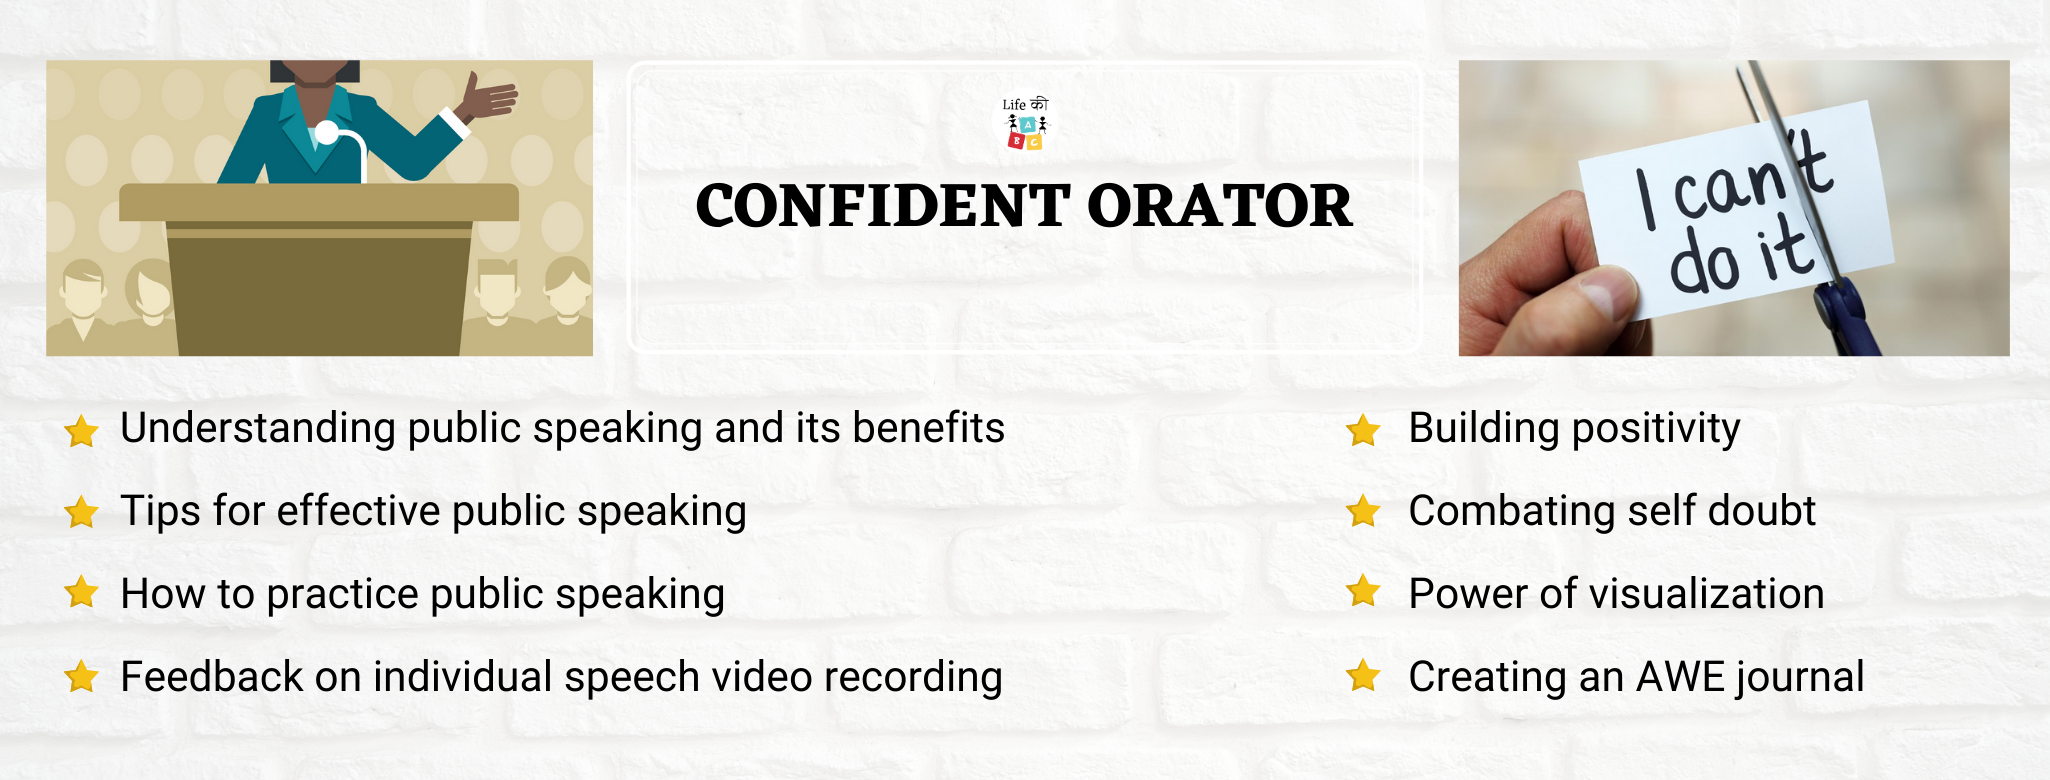 Life की
A
B C
CONFIDENT ORATOR
I can't
do it
Understanding public speaking and its benefits
Tips for effective public speaking
How to practice public speaking
Feedback on individual speech video recording
Building positivity
Combating self doubt
Power of visualization
Creating an AWE journal